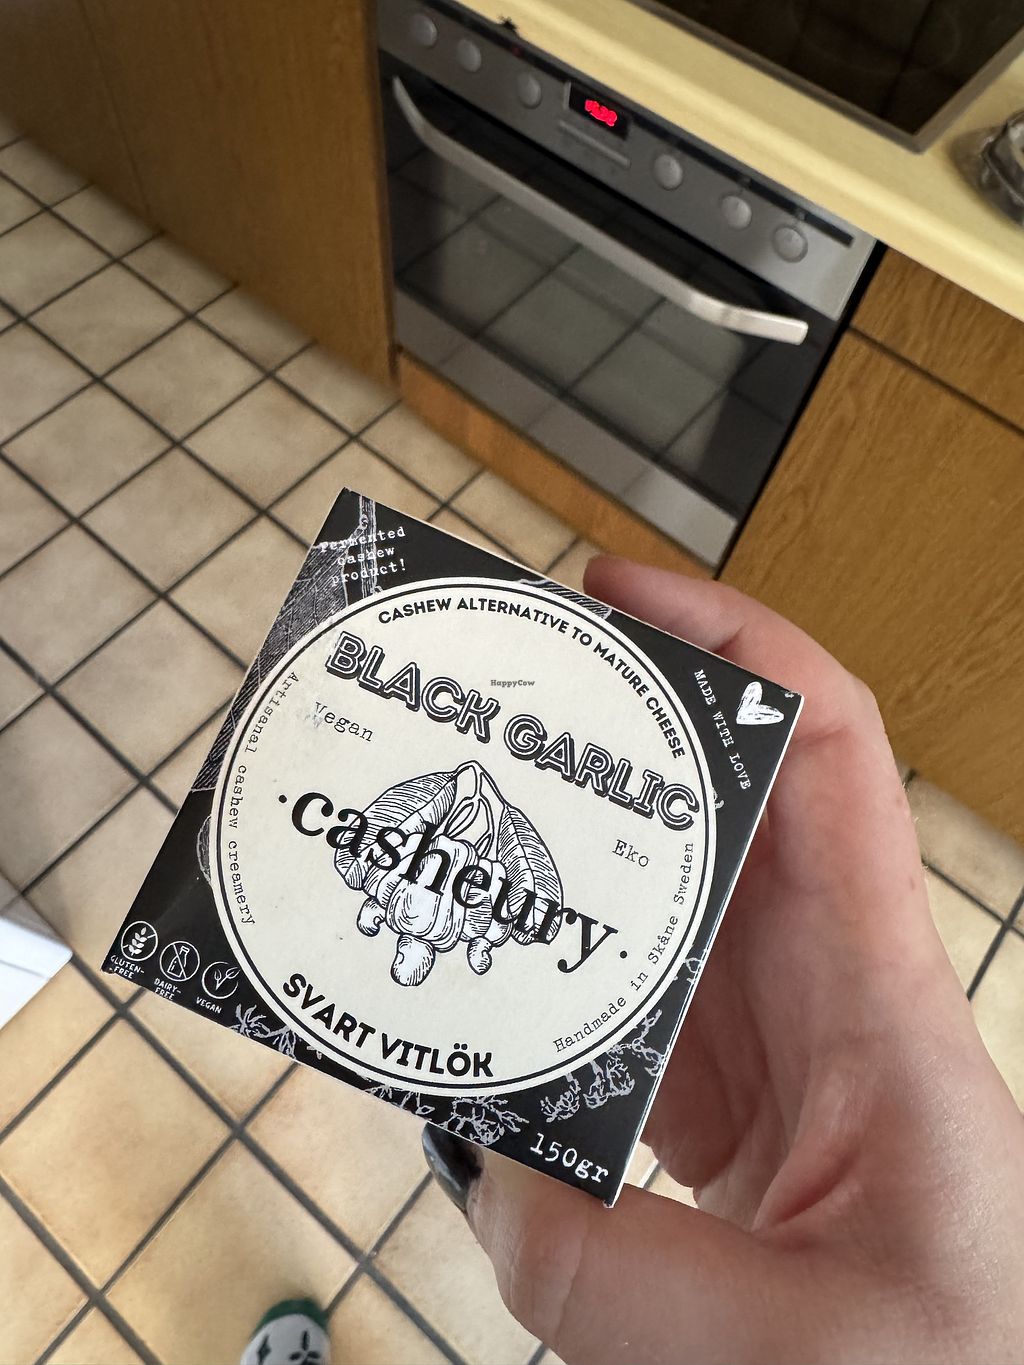 Fermented
cashew
product!
CASHEW ALTERNATIVE TO MATURE CHEESE
MADE WITH LOVE
BLACK GARLIC
HappyCow
Vegan
Artisanal cashew creamery
.casheury.
Eko
Handmade in Skåne Sweden
SVART VITLÖK
GLUTEN-
FREE
DAIRY-
FREE
VEGAN
150gr